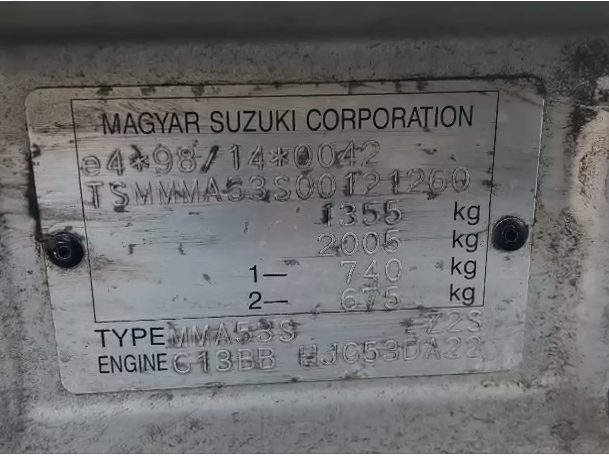 MAGYAR SUZUKI CORPORATION
e4*98/14*0042
TSMMMA53S00121260
1355 kg
2005 kg
1— 740 kg
2— 675 kg
TYPE MMA53S -Z2S
ENGINE G13BB